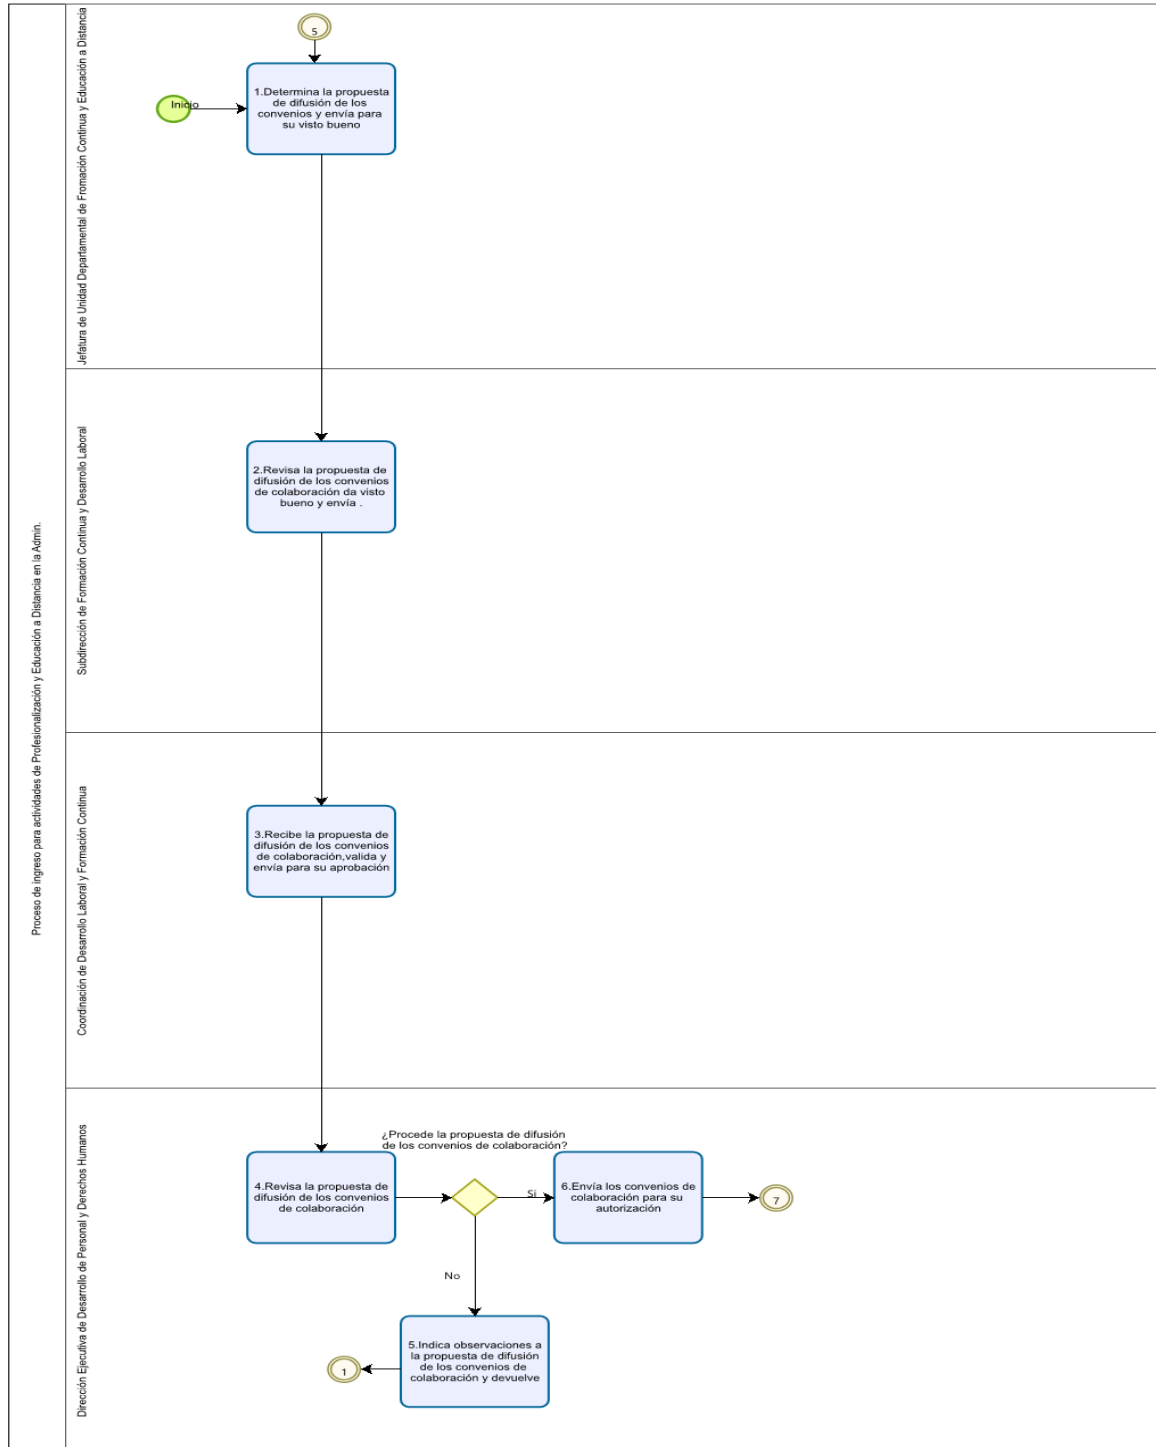 Proceso de ingreso para actividades de Profesionalización y Educación a Distancia en la Admin.
Jefatura de Unidad Departamental de Fromación Continua y Educación a Distancia
5
Inicio
1.Determina la propuesta
de difusión de los
convenios y envía para
su visto bueno
Subdirección de Formación Continua y Desarrollo Laboral
2.Revisa la propuesta de
difusión de los convenios
de colaboración da visto
bueno y envía .
Coordinación de Desarrollo Laboral y Formación Continua
3.Recibe la propuesta de
difusión de los convenios
de colaboración,valida y
envía para su aprobación
Dirección Ejecutiva de Desarrollo de Personal y Derechos Humanos
4.Revisa la propuesta de
difusión de los convenios
de colaboración
¿Procede la propuesta de difusión
de los convenios de colaboración?
Sí
6.Envía los convenios de
colaboración para su
autorización
7
No
5.Indica observaciones a
la propuesta de difusión
de los convenios de
colaboración y devuelve
1